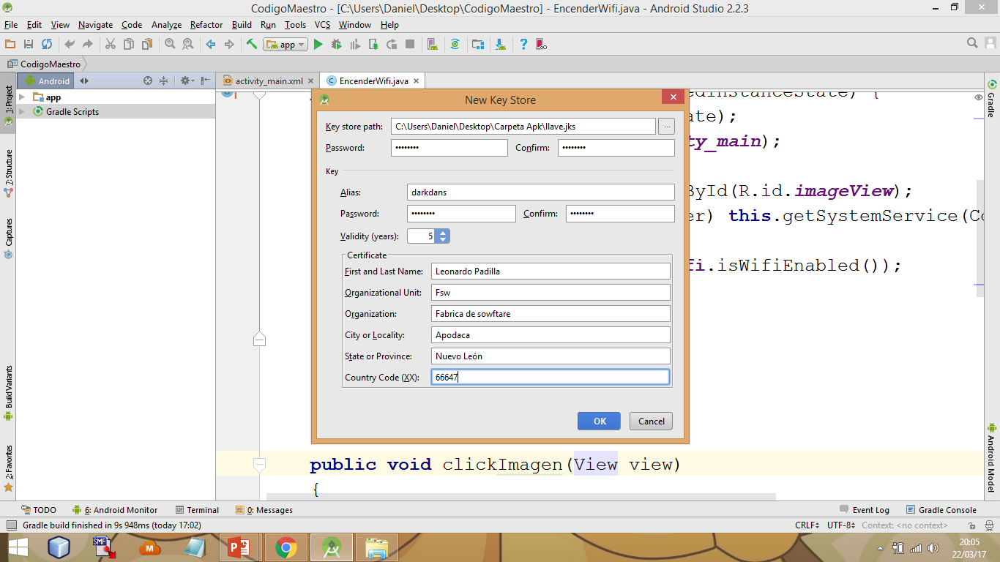 CodigoMaestro - [C:\Users\Daniel\Desktop\CodigoMaestro] - EncenderWifi.java - Android Studio 2.2.3
File Edit View Navigate Code Analyze Refactor Build Run Tools VCS Window Help
app
CodigoMaestro
Android
activity_main.xml
EncenderWifi.java
1: Project
7: Structure
Captures
Build Variants
2: Favorites
app
Gradle Scripts
Gradle
Android Model
New Key Store
Key store path: C:\Users\Daniel\Desktop\Carpeta Apk\llave.jks ...
Password: •••••••• Confirm: ••••••••
Key
Alias: darkdans
Password: •••••••• Confirm: ••••••••
Validity (years): 5
Certificate
First and Last Name: Leonardo Padilla
Organizational Unit: Fsw
Organization: Fabrica de sowftare
City or Locality: Apodaca
State or Province: Nuevo León
Country Code (XX): 66647
OK Cancel
edInstanceState) {
ate);
ty_main);
ById(R.id.imageView);
er) this.getSystemService(Co
fi.isWifiEnabled());
public void clickImagen(View view)
{
TODO 6: Android Monitor Terminal 0: Messages Event Log Gradle Console
Gradle build finished in 9s 948ms (today 17:02) CRLF UTF-8 Context: <no context>
SMF
20:05
22/03/17